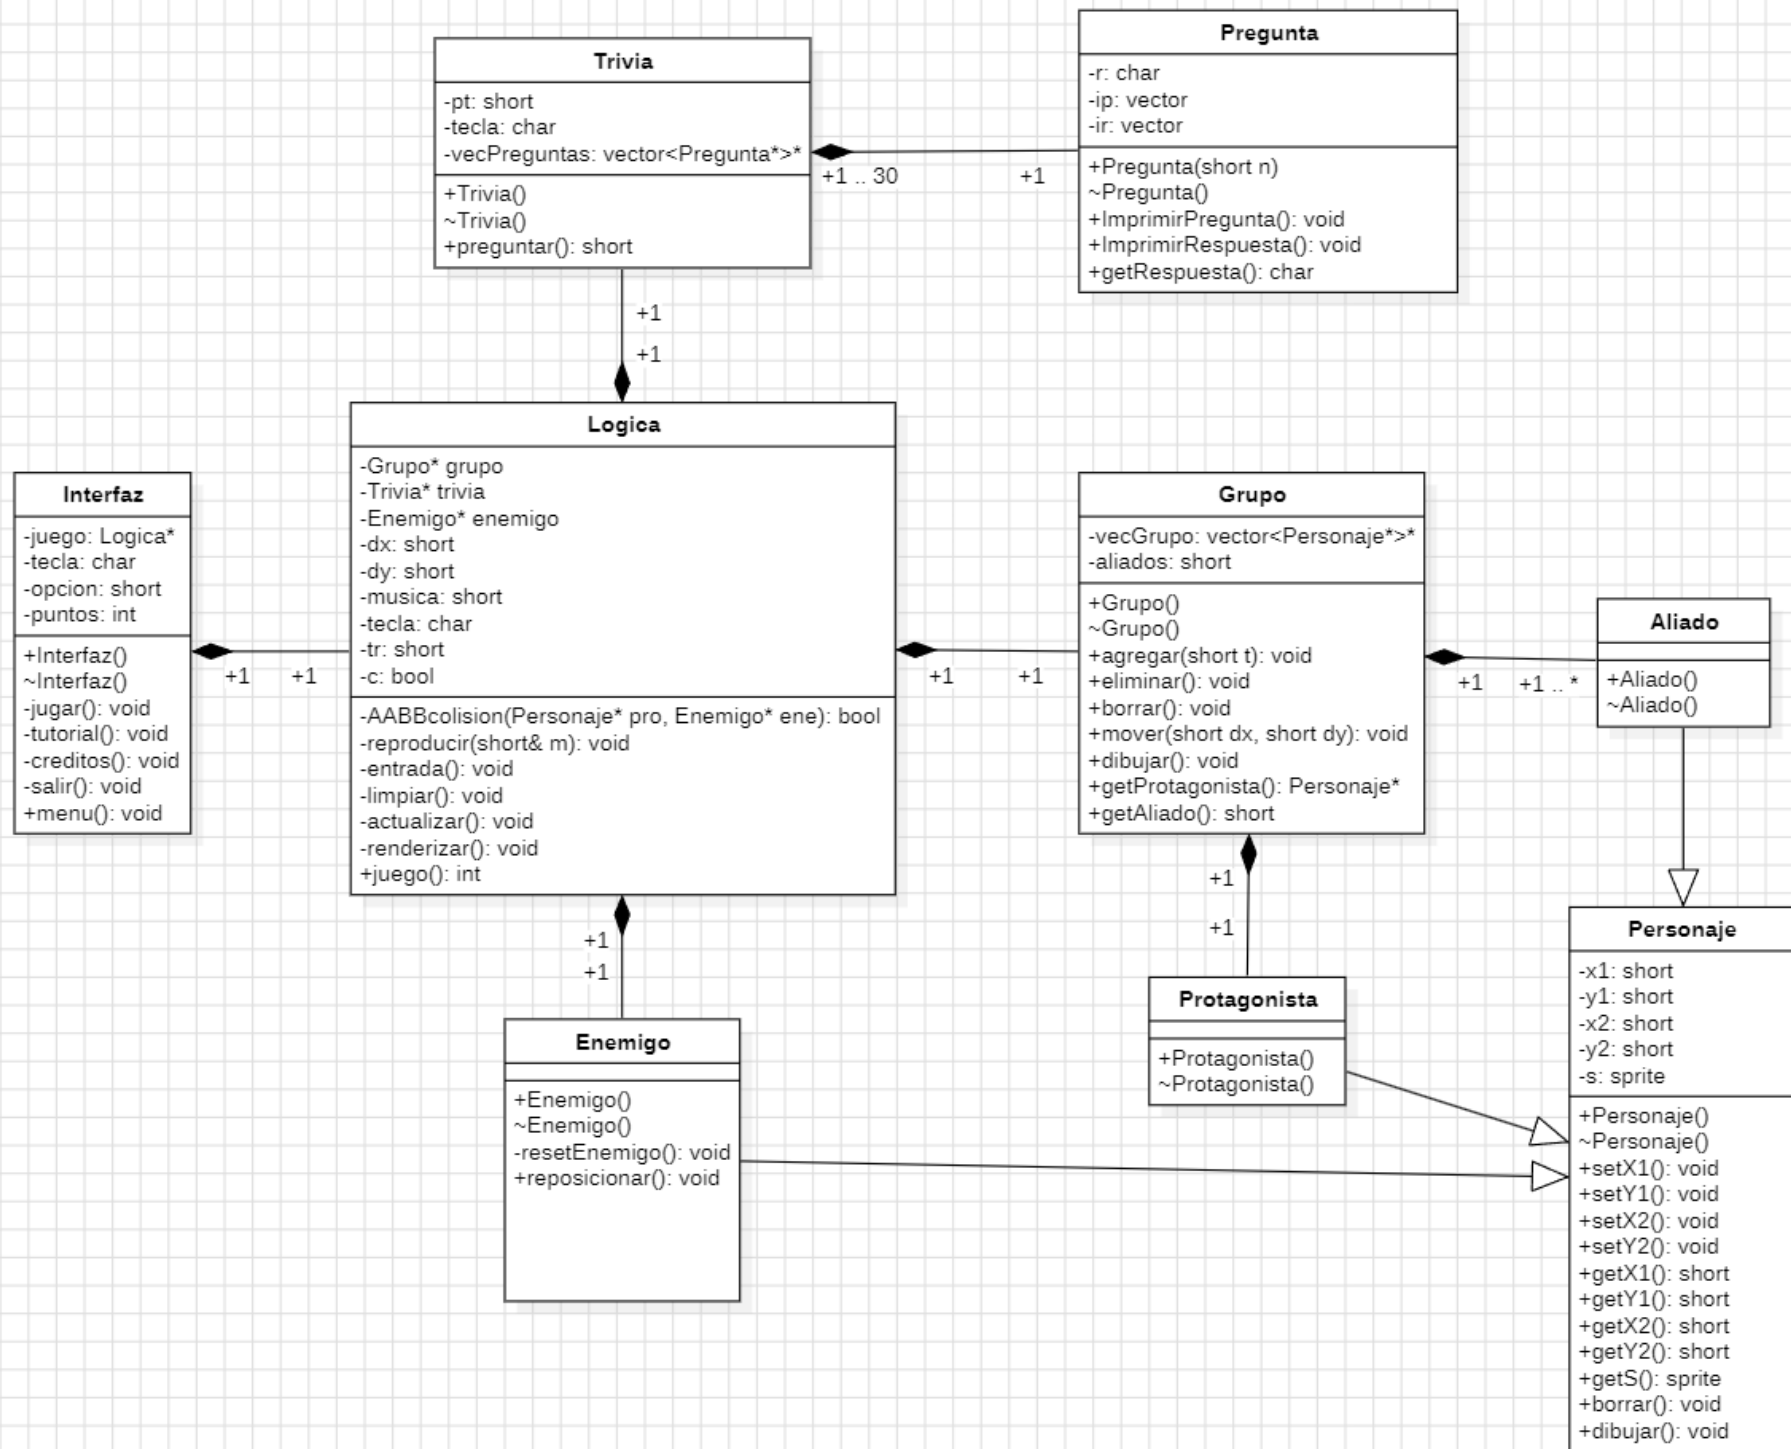 Trivia
-pt: short
-tecla: char
-vecPreguntas: vector<Pregunta*>*
+Trivia()
~Trivia()
+preguntar(): short
+1 .. 30
+1
Pregunta
-r: char
-ip: vector
-ir: vector
+Pregunta(short n)
~Pregunta()
+ImprimirPregunta(): void
+ImprimirRespuesta(): void
+getRespuesta(): char
+1
+1
Interfaz
-juego: Logica*
-tecla: char
-opcion: short
-puntos: int
+Interfaz()
~Interfaz()
-jugar(): void
-tutorial(): void
-creditos(): void
-salir(): void
+menu(): void
+1
+1
Logica
-Grupo* grupo
-Trivia* trivia
-Enemigo* enemigo
-dx: short
-dy: short
-musica: short
-tecla: char
-tr: short
-c: bool
-AABBcolision(Personaje* pro, Enemigo* ene): bool
-reproducir(short& m): void
-entrada(): void
-limpiar(): void
-actualizar(): void
-renderizar(): void
+juego(): int
+1
+1
Grupo
-vecGrupo: vector<Personaje*>*
-aliados: short
+Grupo()
~Grupo()
+agregar(short t): void
+eliminar(): void
+borrar(): void
+mover(short dx, short dy): void
+dibujar(): void
+getProtagonista(): Personaje*
+getAliado(): short
+1
+1 .. *
Aliado
+Aliado()
~Aliado()
+1
+1
+1
+1
Enemigo
+Enemigo()
~Enemigo()
-resetEnemigo(): void
+reposicionar(): void
Protagonista
+Protagonista()
~Protagonista()
Personaje
-x1: short
-y1: short
-x2: short
-y2: short
-s: sprite
+Personaje()
~Personaje()
+setX1(): void
+setY1(): void
+setX2(): void
+setY2(): void
+getX1(): short
+getY1(): short
+getX2(): short
+getY2(): short
+getS(): sprite
+borrar(): void
+dibujar(): void